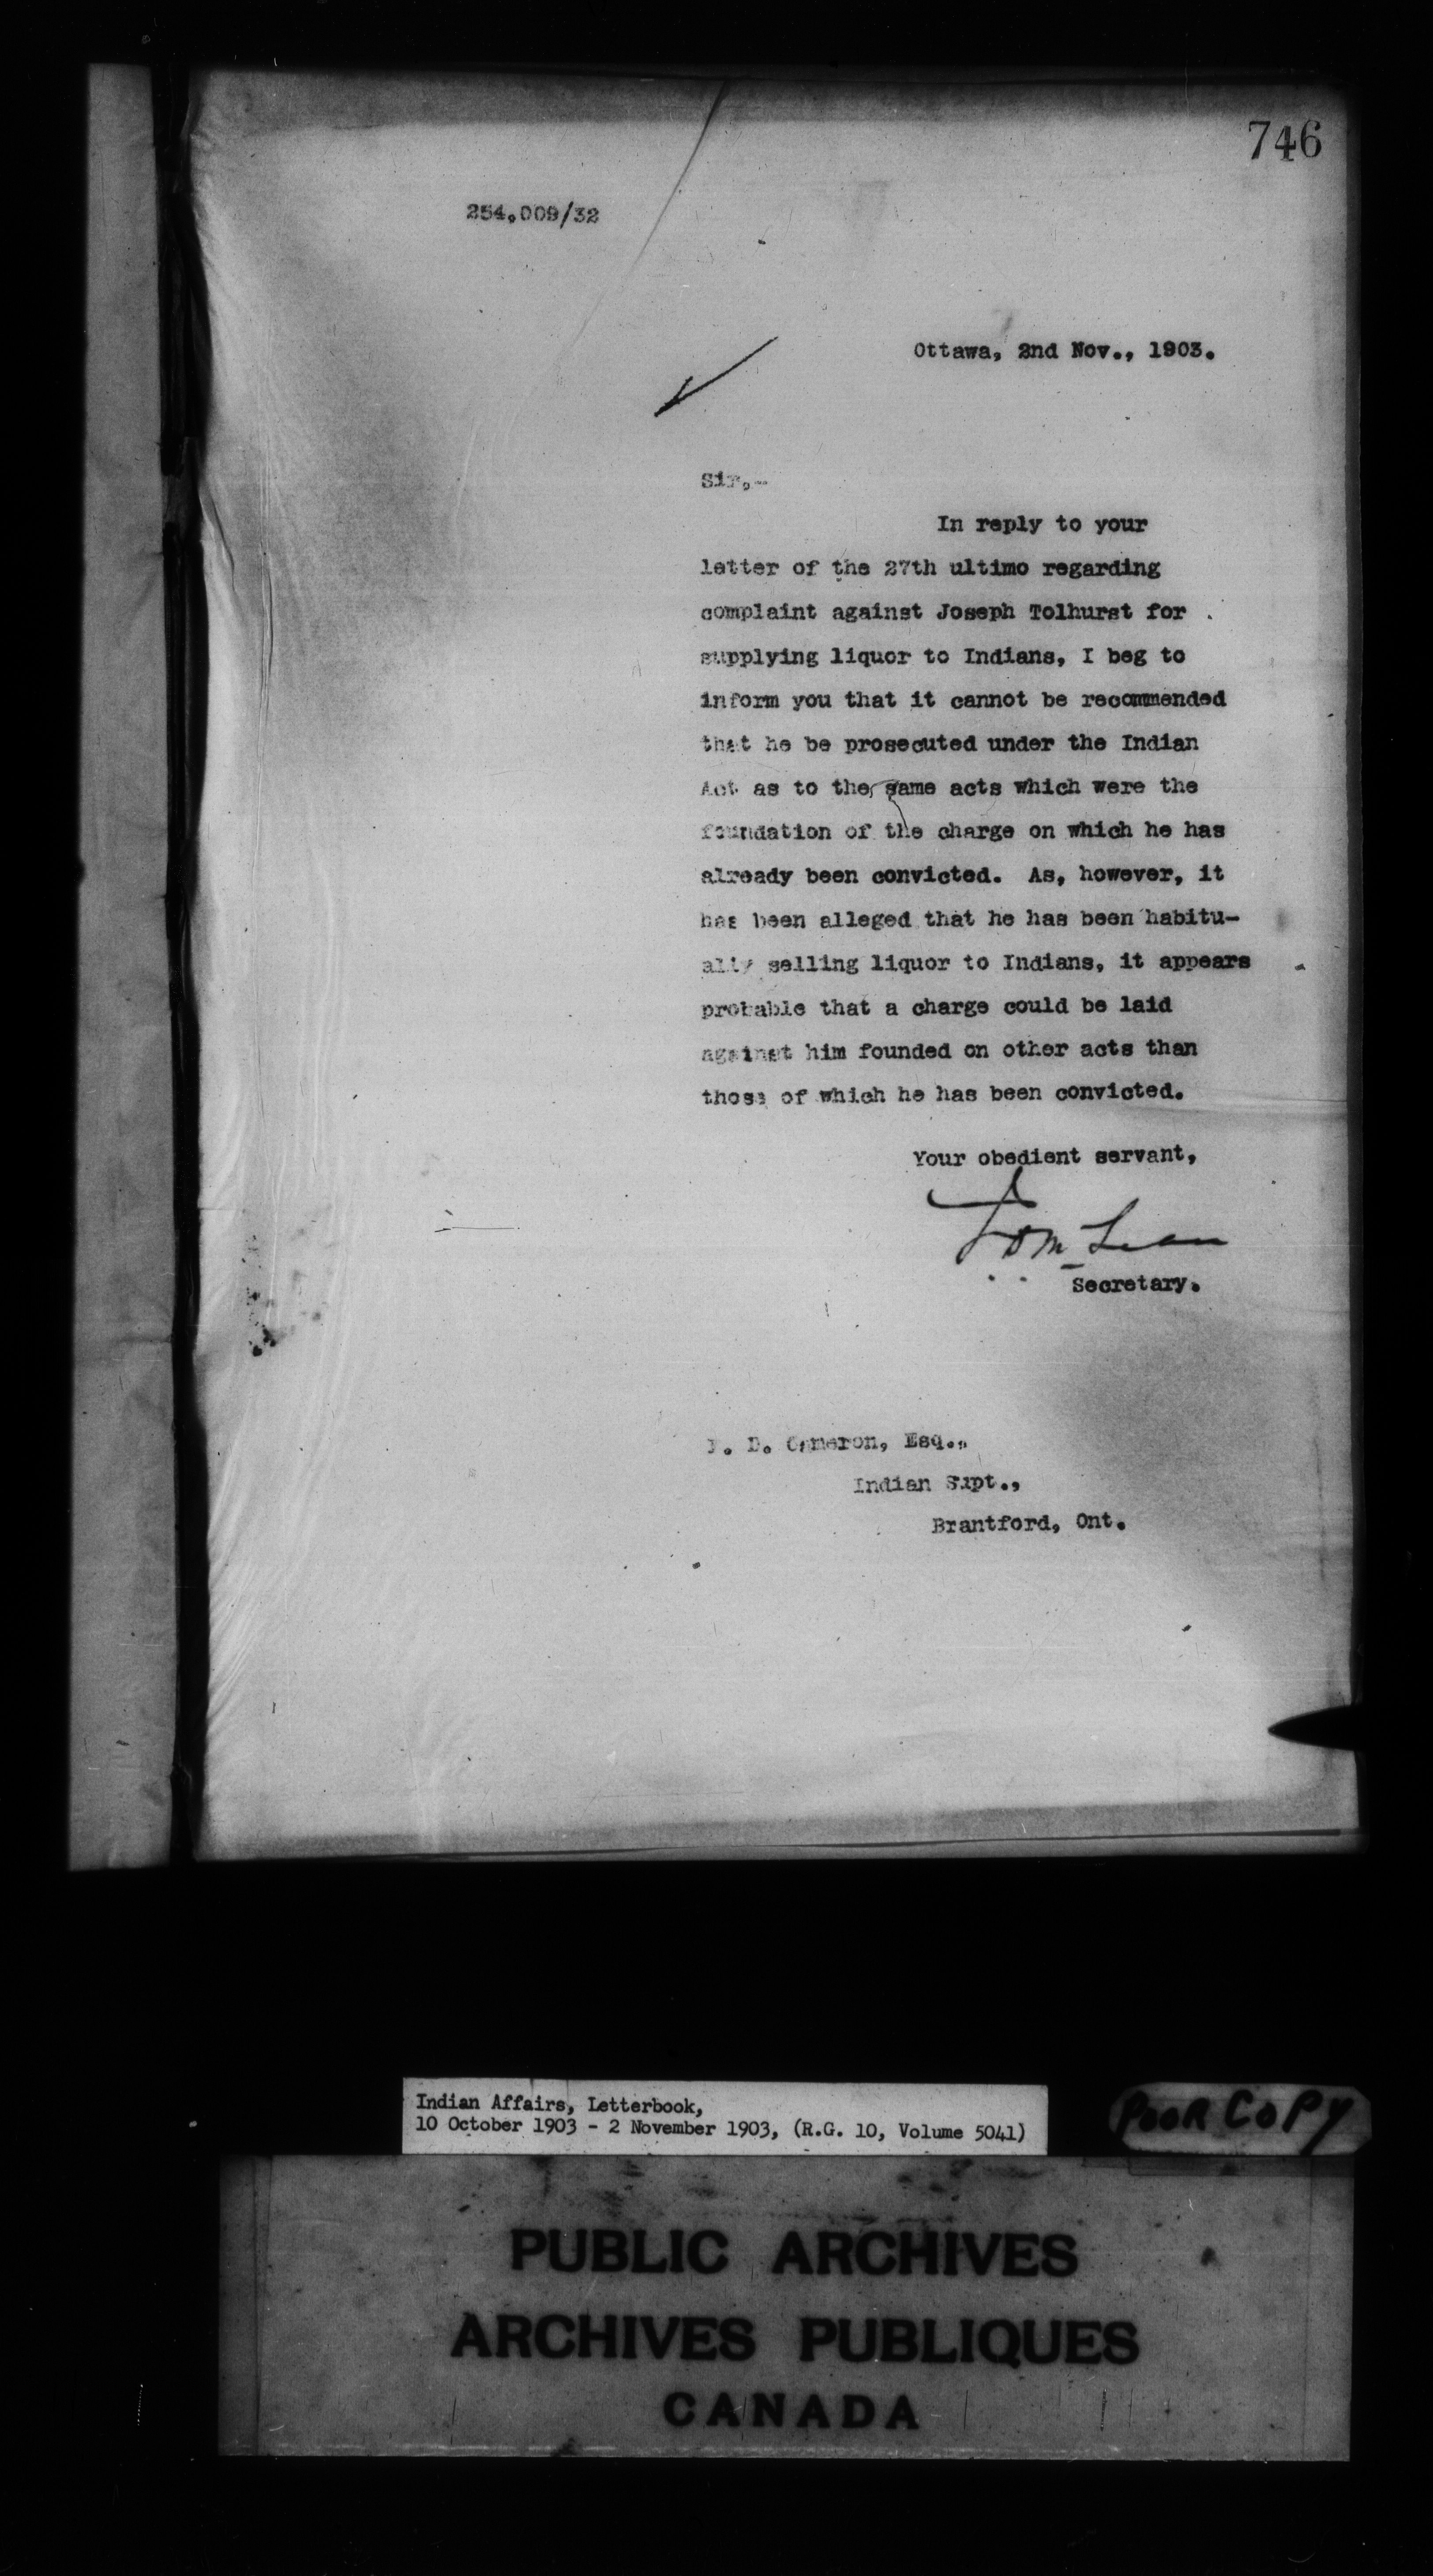 746
254,009/32
Ottawa, 2nd Nov., 1903.
Sir,-
In reply to your
letter of the 27th ultimo regarding
complaint against Joseph Tolhurst for
supplying liquor to Indians, I beg to
inform you that it cannot be recommended
that he be prosecuted under the Indian
Act as to the same acts which were the
foundation of the charge on which he has
already been convicted. As, however, it
has been alleged that he has been habitu-
ally selling liquor to Indians, it appears
probable that a charge could be laid
against him founded on other acts than
those of which he has been convicted.
Your obedient servant,
Secretary.
D. Cameron, Esq.,
Indian Supt.,
Brantford, Ont.
Indian Affairs, Letterbook,
10 October 1903 - 2 November 1903, (R.G. 10, Volume 5041)
POOR COPY
PUBLIC ARCHIVES
ARCHIVES PUBLIQUES
CANADA